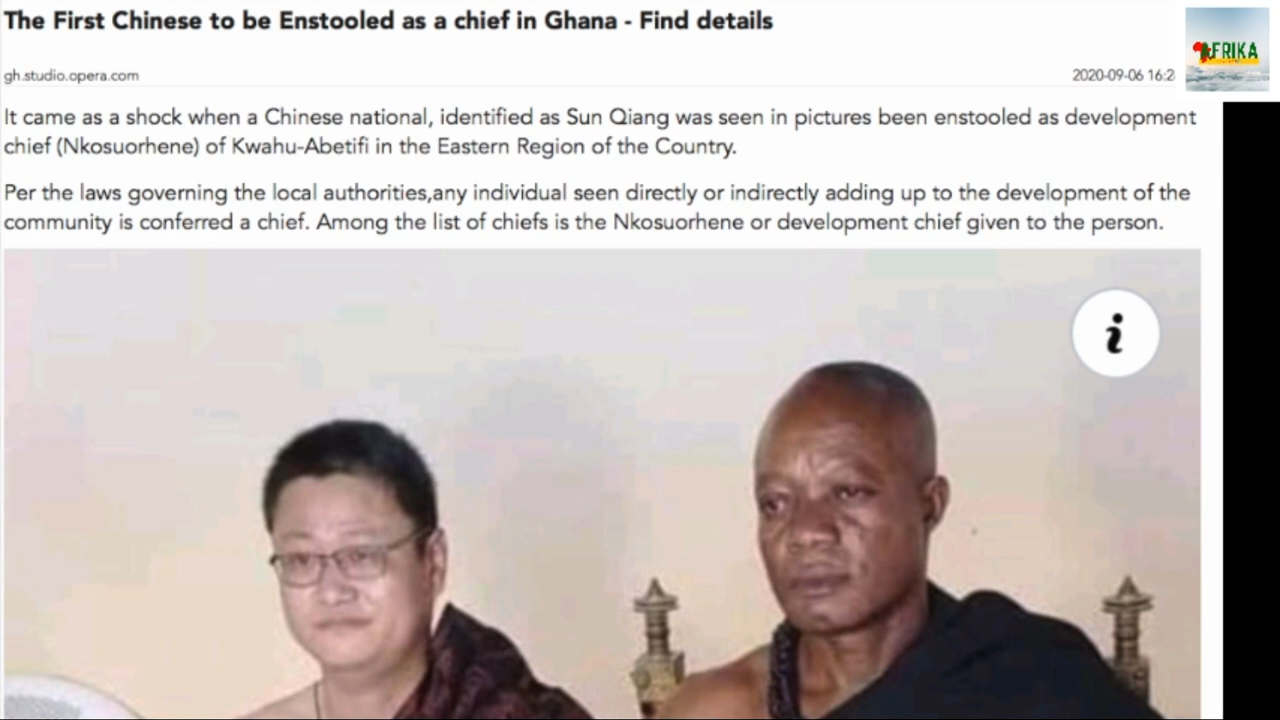 The First Chinese to be Enstooled as a chief in Ghana - Find details
gh.studio.opera.com
2020-09-06 16:2
AFRIKA
It came as a shock when a Chinese national, identified as Sun Qiang was seen in pictures been enstooled as development
chief (Nkosuorhene) of Kwahu-Abetifi in the Eastern Region of the Country.
Per the laws governing the local authorities,any individual seen directly or indirectly adding up to the development of the
community is conferred a chief. Among the list of chiefs is the Nkosuorhene or development chief given to the person.
i